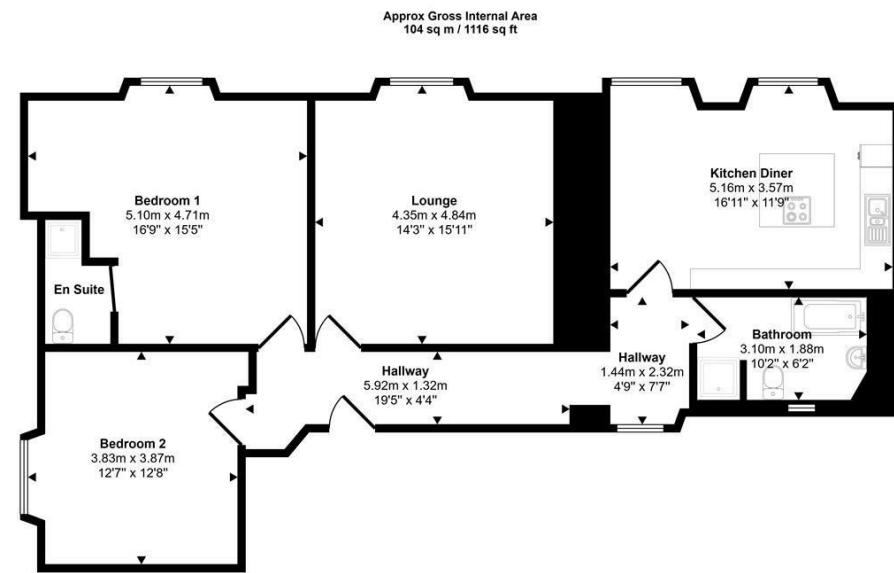 Approx Gross Internal Area
104 sq m / 1116 sq ft
Bedroom 1
5.10m x 4.71m
16'9" x 15'5"
Lounge
4.35m x 4.84m
14'3" x 15'11"
Kitchen Diner
5.16m x 3.57m
16'11" x 11'9"
En Suite
Bathroom
3.10m x 1.88m
10'2" x 6'2"
Hallway
5.92m x 1.32m
19'5" x 4'4"
Hallway
1.44m x 2.32m
4'9" x 7'7"
Bedroom 2
3.83m x 3.87m
12'7" x 12'8"